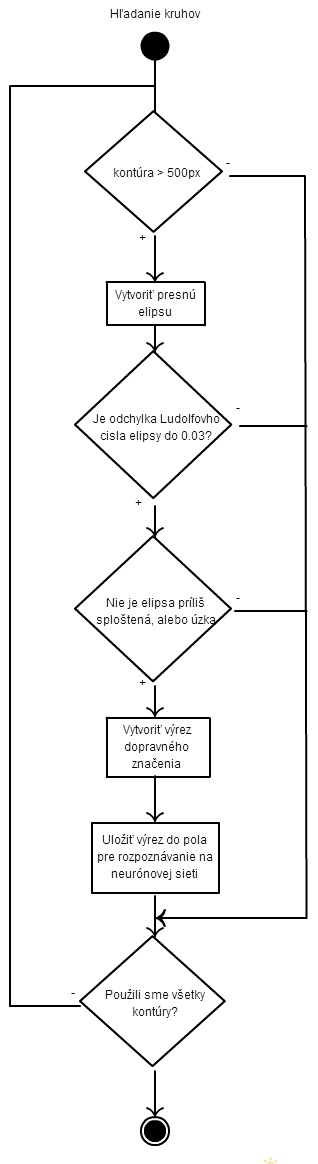 Hľadanie kruhov
kontúra > 500px
-
+
Vytvoriť presnú
elipsu
Je odchylka Ludolfovho
cisla elipsy do 0.03?
-
+
Nie je elipsa príliš
sploštená, alebo úzka
-
+
Vytvoriť výrez
dopravného
značenia
Uložiť výrez do pola
pre rozpoznávanie na
neurónovej sieti
Použili sme všetky
kontúry?
-